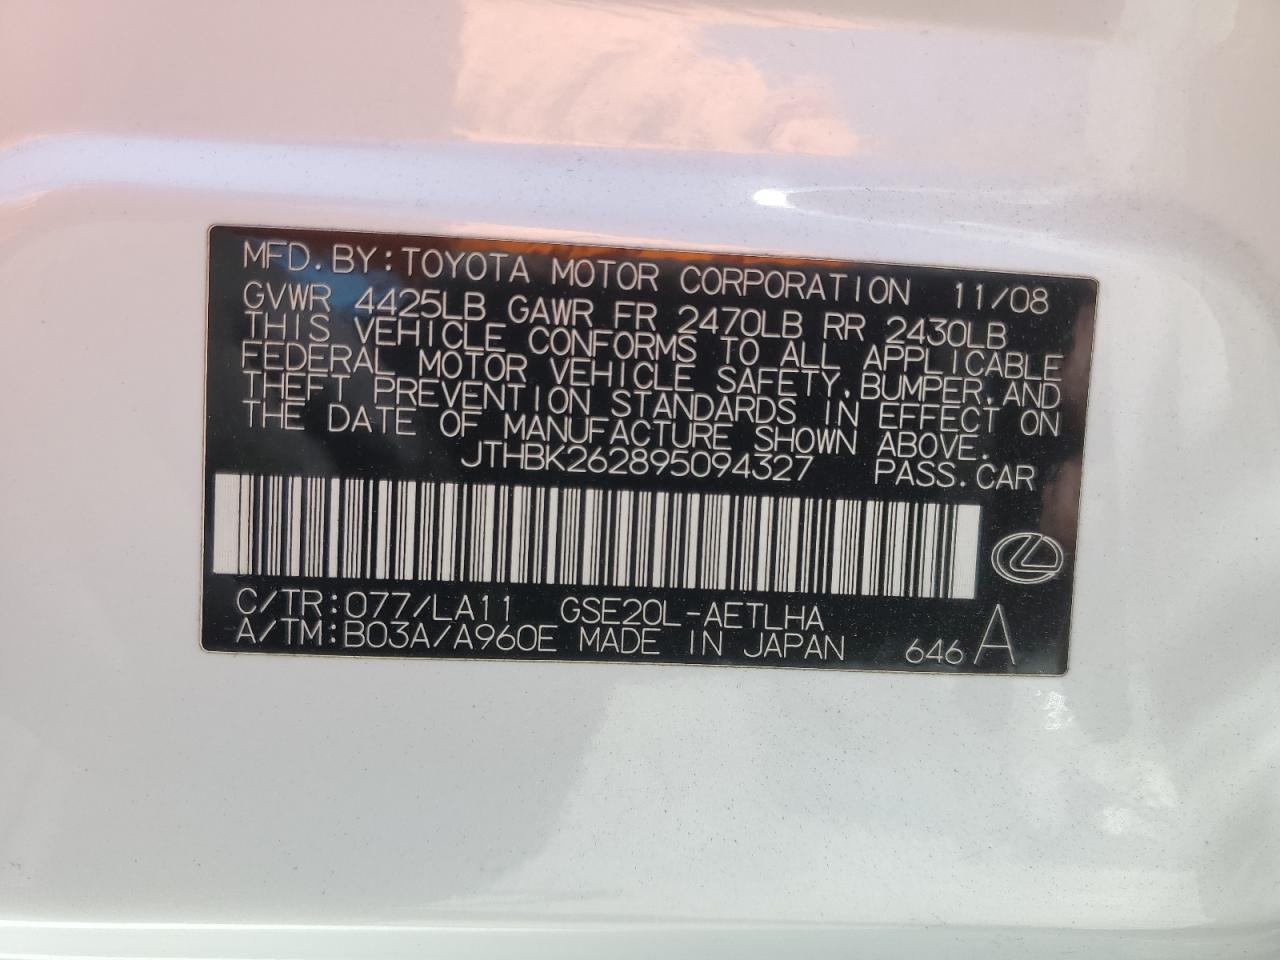 MFD. BY: TOYOTA MOTOR CORPORATION 11/08
GVWR 4425LB GAWR FR 2470LB RR 2430LB
THIS VEHICLE CONFORMS TO ALL APPLICABLE
FEDERAL MOTOR VEHICLE SAFETY, BUMPER, AND
THEFT PREVENTION STANDARDS IN EFFECT ON
THE DATE OF MANUFACTURE SHOWN ABOVE.
JTHBK262895094327 PASS. CAR
C/TR: 077/LA11 GSE20L-AETLHA
A/TM: B03A/A960E MADE IN JAPAN 646 A